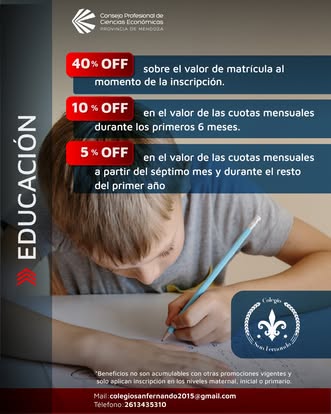 Consejo Profesional de
Ciencias Económicas
PROVINCIA DE MENDOZA
40% OFF sobre el valor de matrícula al
momento de la inscripción.
10% OFF en el valor de las cuotas mensuales
durante los primeros 6 meses.
5% OFF en el valor de las cuotas mensuales
a partir del séptimo mes y durante el resto
del primer año
EDUCACIÓN
Colegio
San Fernando
*Beneficios no son acumulables con otras promociones vigentes y
solo aplican inscripcion en los niveles maternal, inicial o primario.
Mail:colegiosanfernando2015@gmail.com
Télefono:2613435310